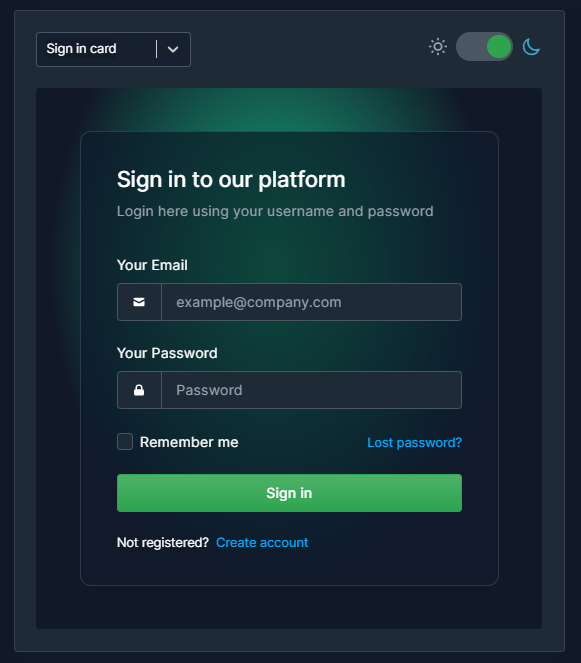 Sign in card
Sign in to our platform
Login here using your username and password
Your Email
example@company.com
Your Password
Password
Remember me Lost password?
Sign in
Not registered? Create account